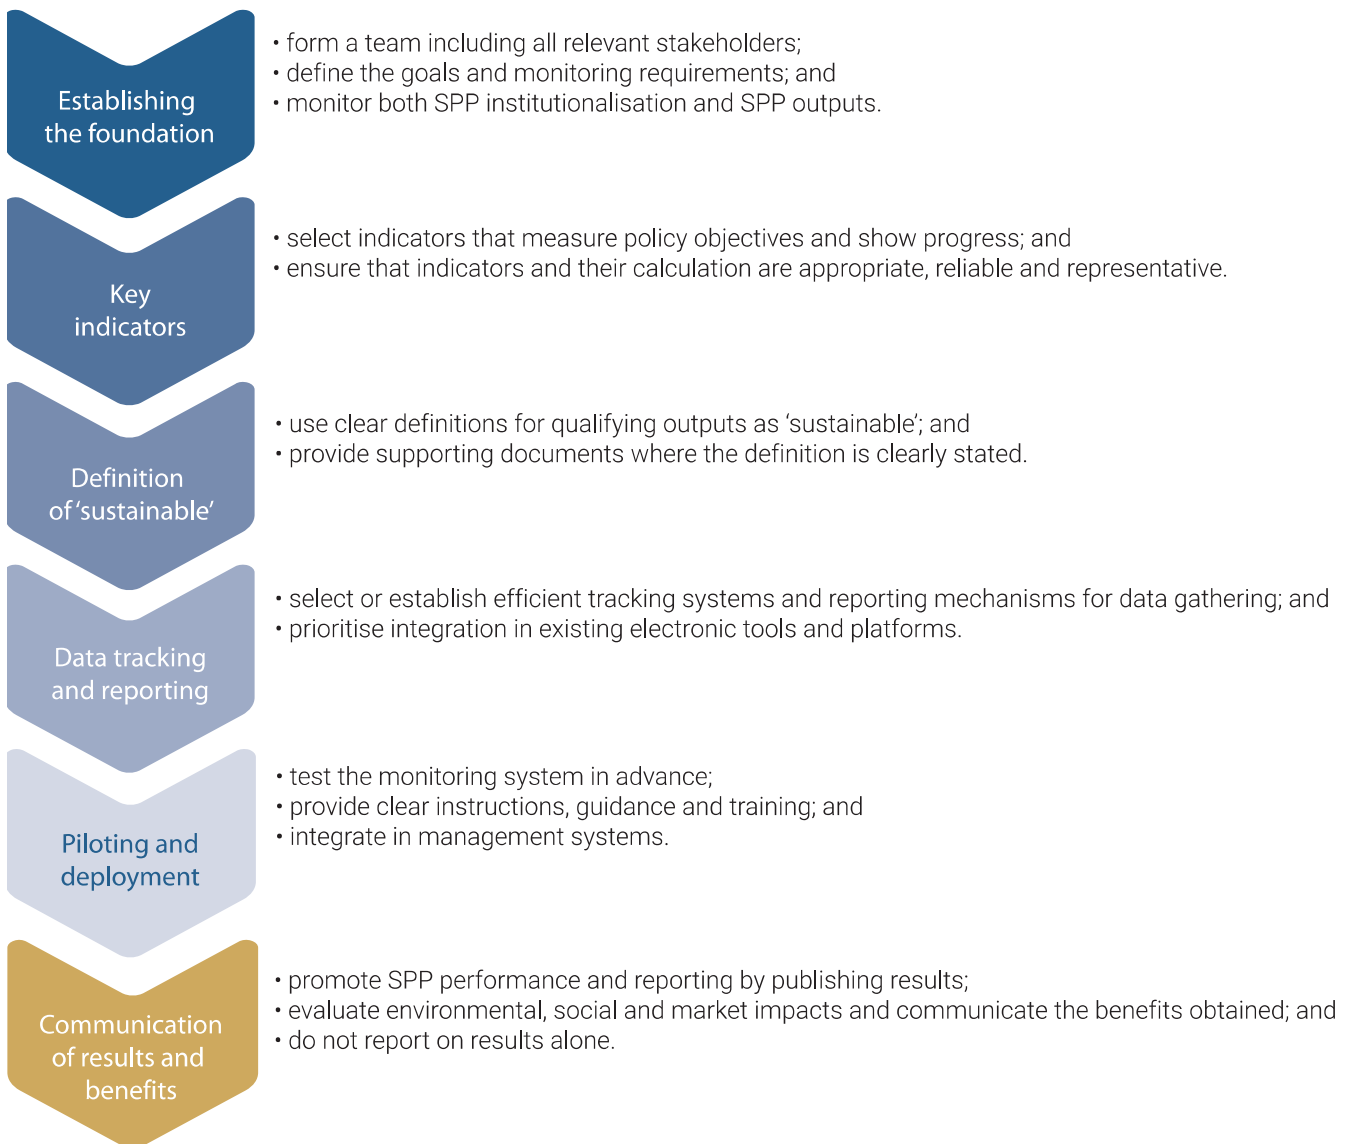 Establishing
the foundation
• form a team including all relevant stakeholders;
• define the goals and monitoring requirements; and
• monitor both SPP institutionalisation and SPP outputs.
Key
indicators
• select indicators that measure policy objectives and show progress; and
• ensure that indicators and their calculation are appropriate, reliable and representative.
Definition
of ‘sustainable’
• use clear definitions for qualifying outputs as ‘sustainable’; and
• provide supporting documents where the definition is clearly stated.
Data tracking
and reporting
• select or establish efficient tracking systems and reporting mechanisms for data gathering; and
• prioritise integration in existing electronic tools and platforms.
Piloting and
deployment
• test the monitoring system in advance;
• provide clear instructions, guidance and training; and
• integrate in management systems.
Communication
of results and
benefits
• promote SPP performance and reporting by publishing results;
• evaluate environmental, social and market impacts and communicate the benefits obtained; and
• do not report on results alone.